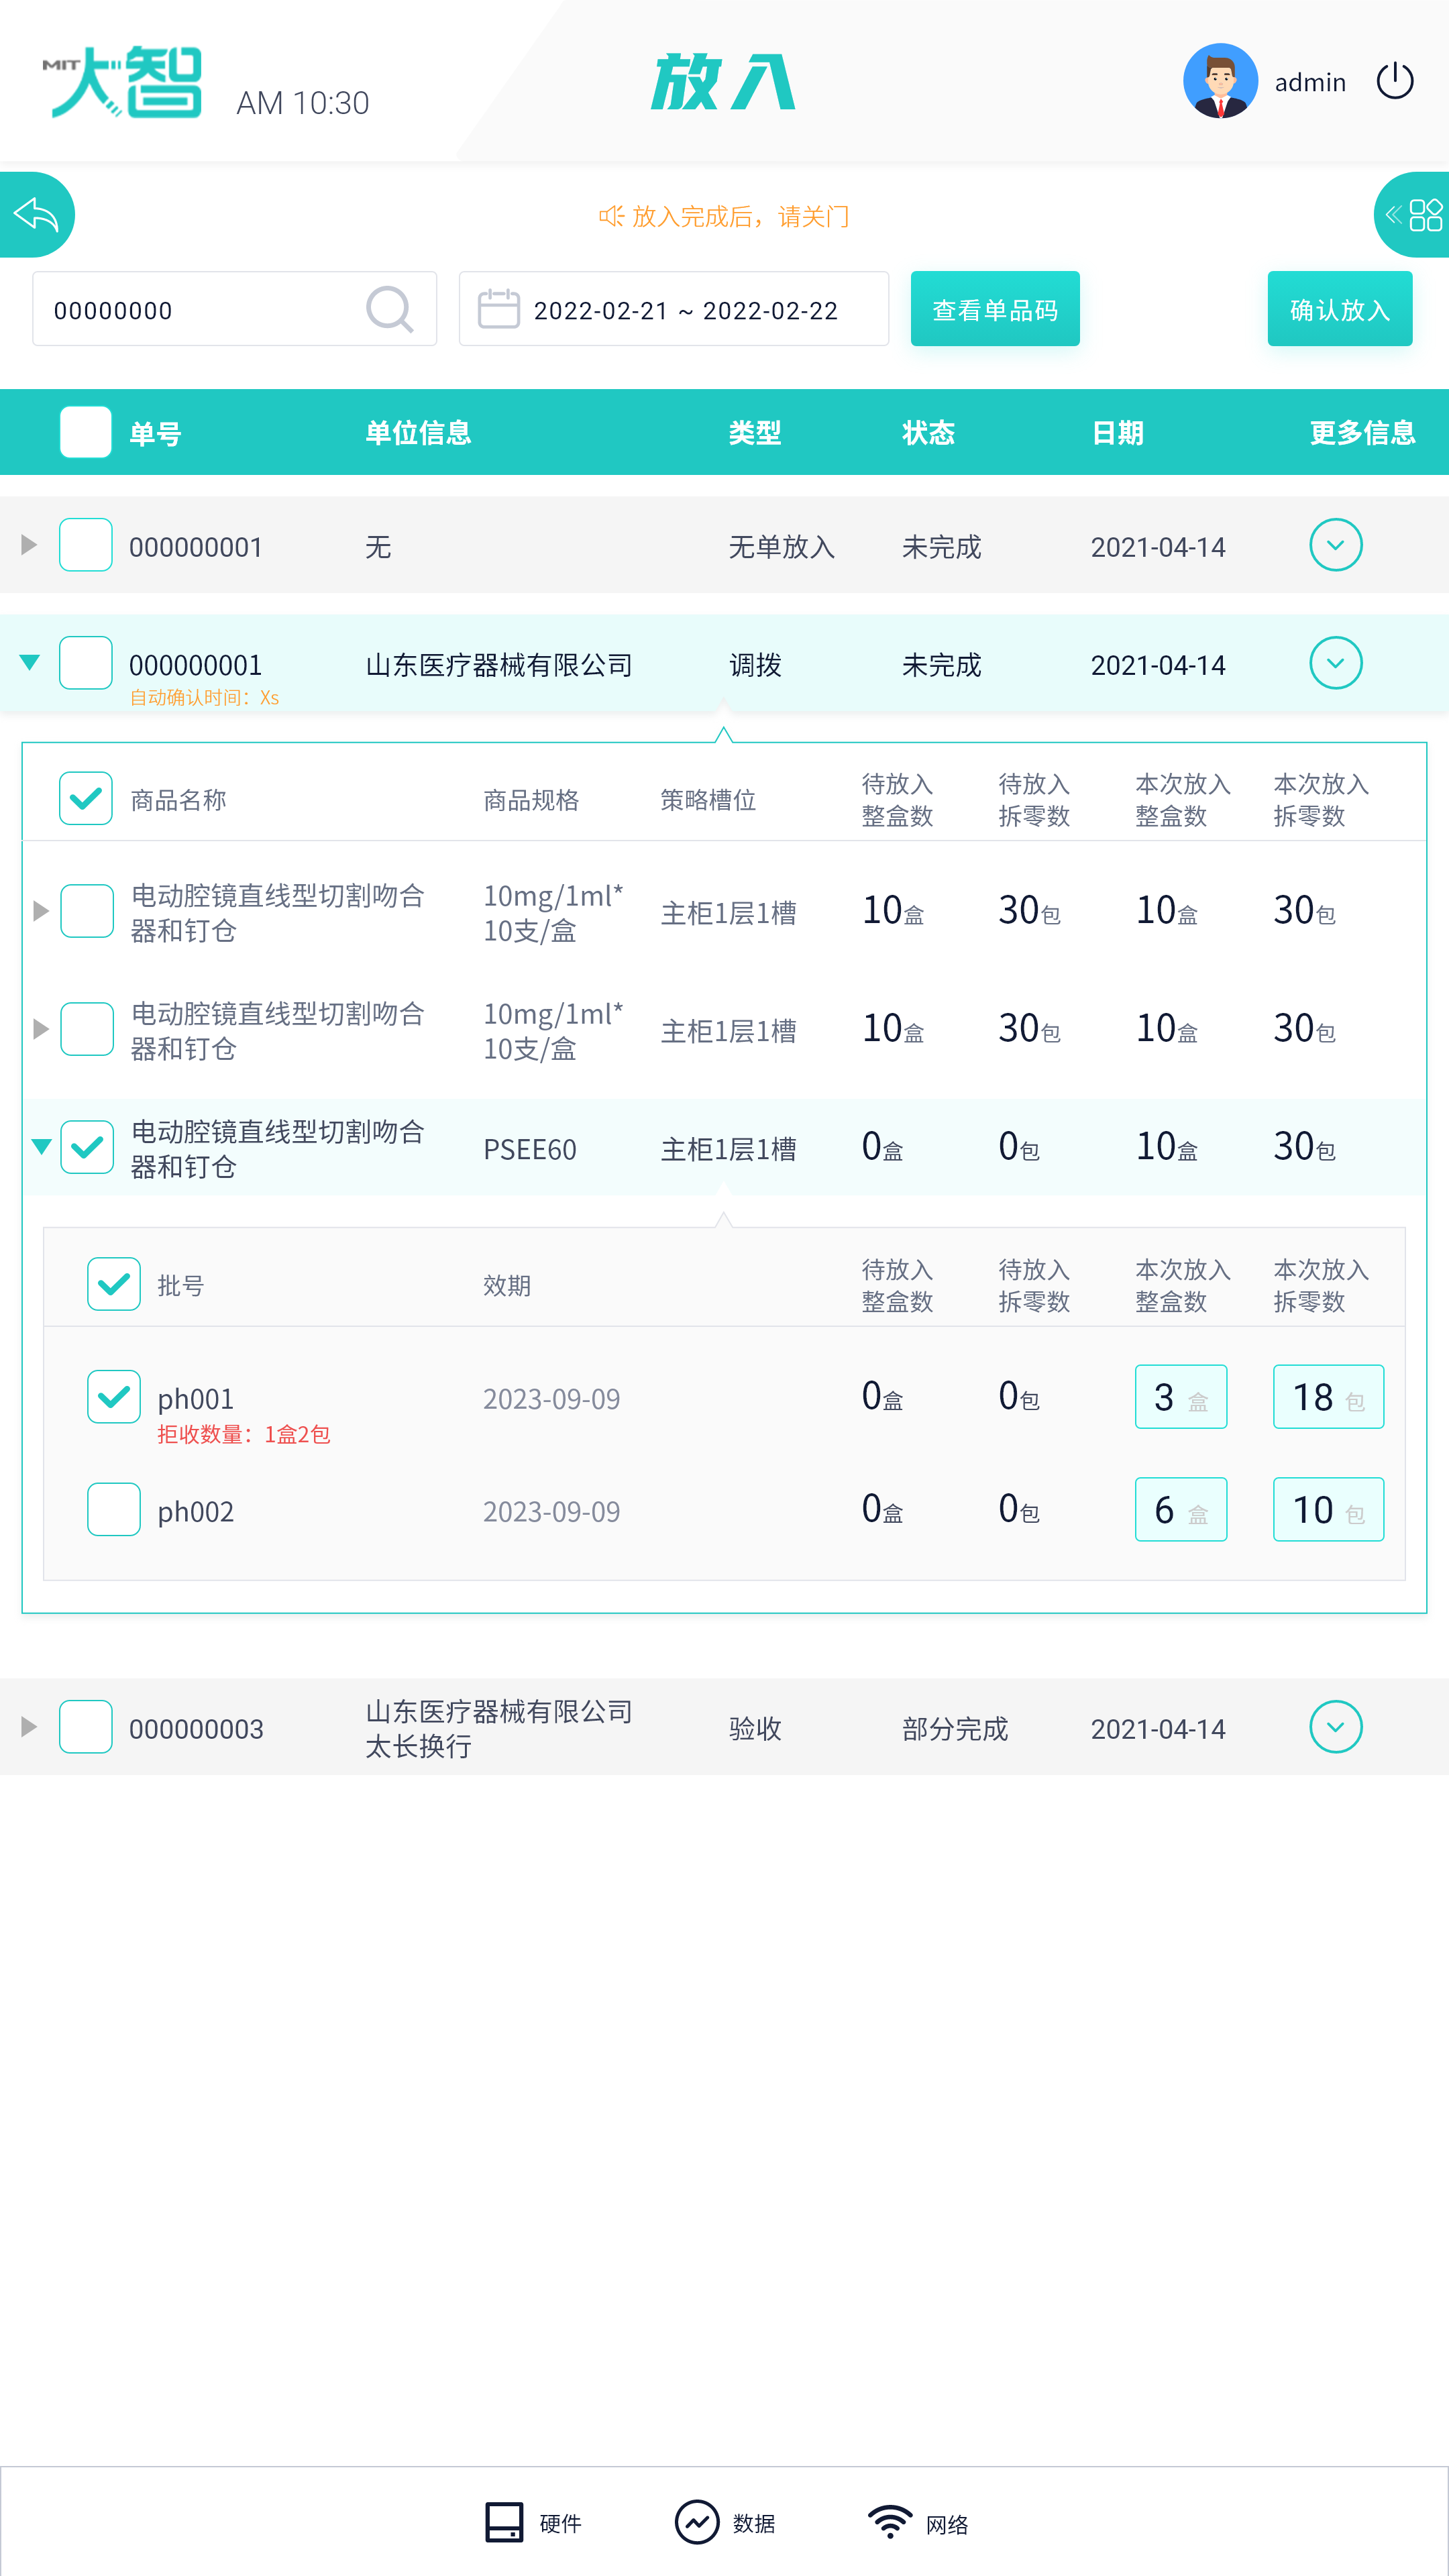 MIT大智
AM 10:30
放入
admin
放入完成后，请关门
00000000
2022-02-21 ~ 2022-02-22
查看单品码
确认放入
单号 单位信息 类型 状态 日期 更多信息
000000001 无 无单放入 未完成 2021-04-14
000000001 山东医疗器械有限公司 调拨 未完成 2021-04-14
自动确认时间：Xs
商品名称 商品规格 策略槽位 待放入 待放入 本次放入 本次放入
整盒数 拆零数 整盒数 拆零数
电动腔镜直线型切割吻合 10mg/1ml* 主柜1层1槽 10盒 30包 10盒 30包
器和钉仓 10支/盒
电动腔镜直线型切割吻合 10mg/1ml* 主柜1层1槽 10盒 30包 10盒 30包
器和钉仓 10支/盒
电动腔镜直线型切割吻合 PSEE60 主柜1层1槽 0盒 0包 10盒 30包
器和钉仓
批号 效期 待放入 待放入 本次放入 本次放入
整盒数 拆零数 整盒数 拆零数
ph001 2023-09-09 0盒 0包 3 盒 18 包
拒收数量：1盒2包
ph002 2023-09-09 0盒 0包 6 盒 10 包
000000003 山东医疗器械有限公司 验收 部分完成 2021-04-14
太长换行
硬件 数据 网络